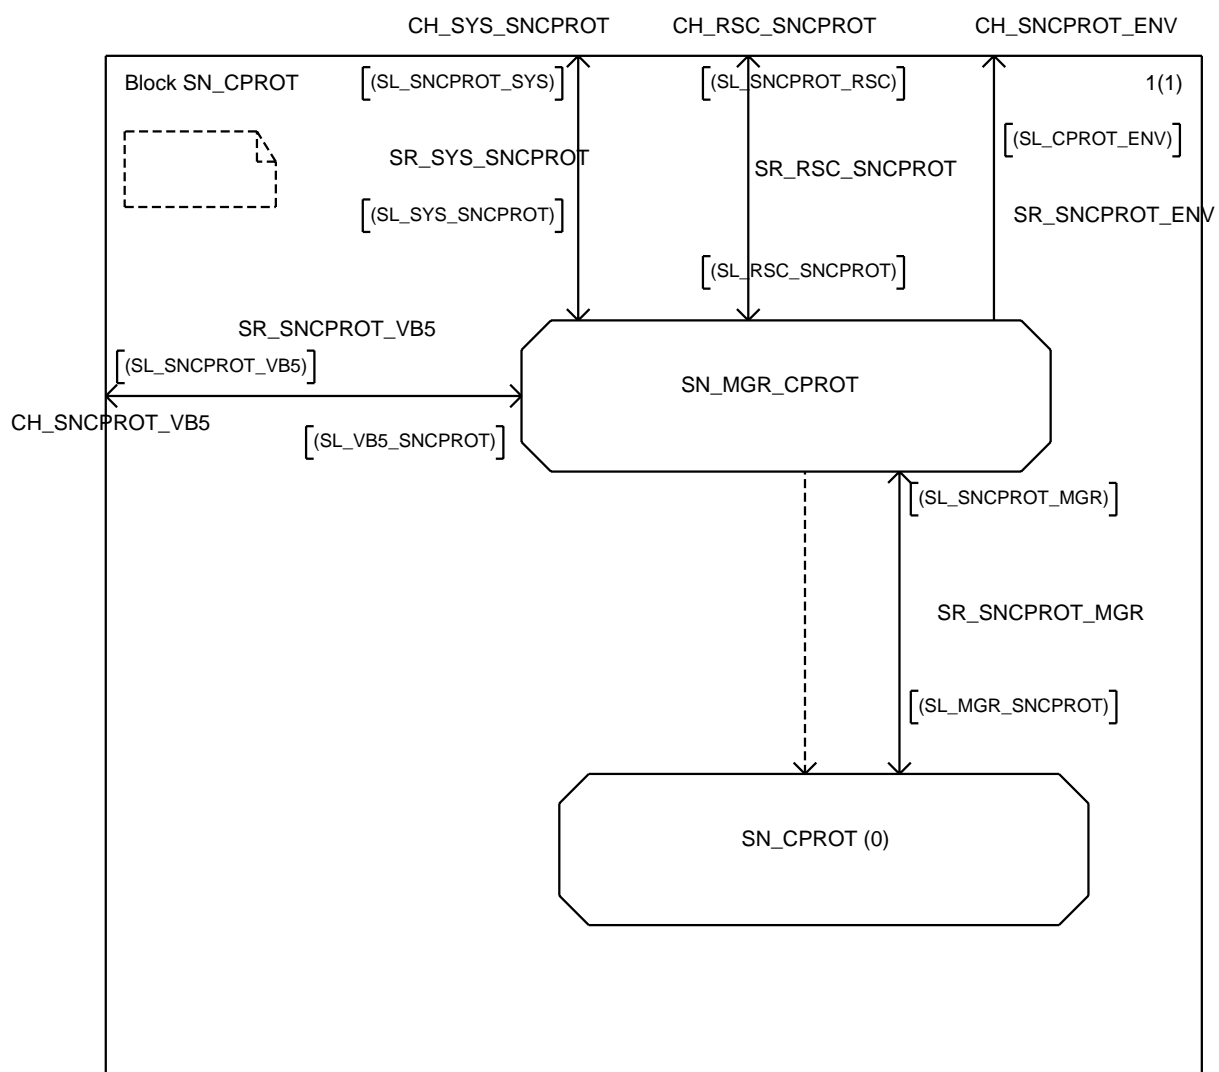 CH_SYS_SNCPROT CH_RSC_SNCPROT CH_SNCPROT_ENV
Block SN_CPROT [(SL_SNCPROT_SYS)] [(SL_SNCPROT_RSC)] 1(1)
[(SL_CPROT_ENV)]
SR_SYS_SNCPROT SR_RSC_SNCPROT
[(SL_SYS_SNCPROT)] SR_SNCPROT_ENV
[(SL_RSC_SNCPROT)]
SR_SNCPROT_VB5
[(SL_SNCPROT_VB5)]
SN_MGR_CPROT
CH_SNCPROT_VB5
[(SL_VB5_SNCPROT)]
[(SL_SNCPROT_MGR)]
SR_SNCPROT_MGR
[(SL_MGR_SNCPROT)]
SN_CPROT (0)